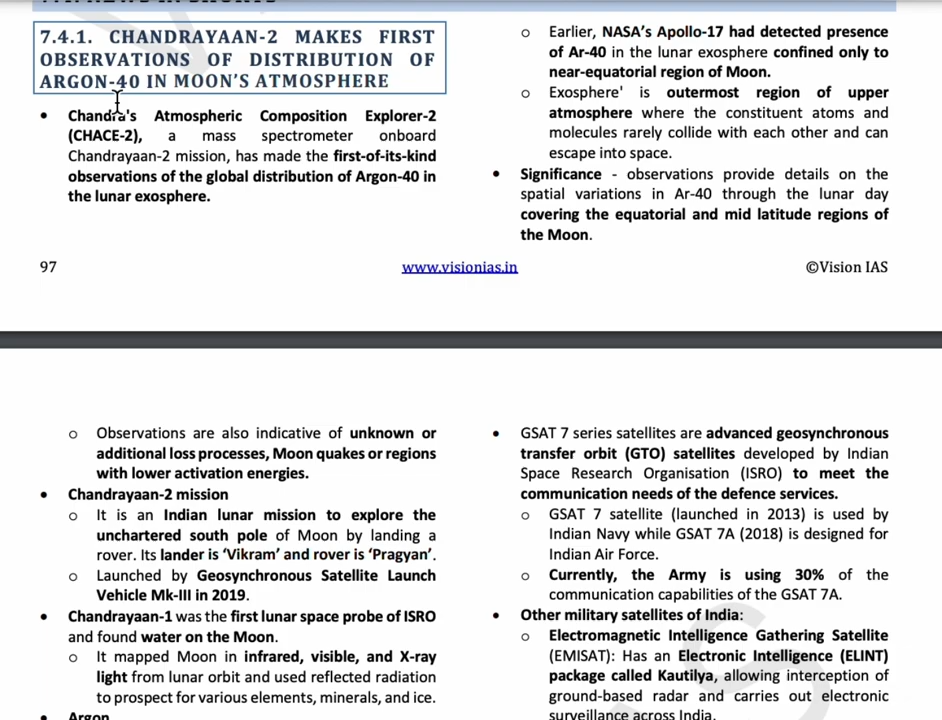 7.4.1. CHANDRAYAAN-2 MAKES FIRST
OBSERVATIONS OF DISTRIBUTION OF
ARGON-40 IN MOON'S ATMOSPHERE
• Chandra's Atmospheric Composition Explorer-2
(CHACE-2), a mass spectrometer onboard
Chandrayaan-2 mission, has made the first-of-its-kind
observations of the global distribution of Argon-40 in
the lunar exosphere.
o Earlier, NASA's Apollo-17 had detected presence
of Ar-40 in the lunar exosphere confined only to
near-equatorial region of Moon.
o Exosphere' is outermost region of upper
atmosphere where the constituent atoms and
molecules rarely collide with each other and can
escape into space.
• Significance - observations provide details on the
spatial variations in Ar-40 through the lunar day
covering the equatorial and mid latitude regions of
the Moon.
97 www.visionias.in ©Vision IAS
o Observations are also indicative of unknown or
additional loss processes, Moon quakes or regions
with lower activation energies.
• Chandrayaan-2 mission
o It is an Indian lunar mission to explore the
unchartered south pole of Moon by landing a
rover. Its lander is 'Vikram' and rover is 'Pragyan'.
o Launched by Geosynchronous Satellite Launch
Vehicle Mk-III in 2019.
• Chandrayaan-1 was the first lunar space probe of ISRO
and found water on the Moon.
o It mapped Moon in infrared, visible, and X-ray
light from lunar orbit and used reflected radiation
to prospect for various elements, minerals, and ice.
• Argon
• GSAT 7 series satellites are advanced geosynchronous
transfer orbit (GTO) satellites developed by Indian
Space Research Organisation (ISRO) to meet the
communication needs of the defence services.
o GSAT 7 satellite (launched in 2013) is used by
Indian Navy while GSAT 7A (2018) is designed for
Indian Air Force.
o Currently, the Army is using 30% of the
communication capabilities of the GSAT 7A.
• Other military satellites of India:
o Electromagnetic Intelligence Gathering Satellite
(EMISAT): Has an Electronic Intelligence (ELINT)
package called Kautilya, allowing interception of
ground-based radar and carries out electronic
surveillance across India.